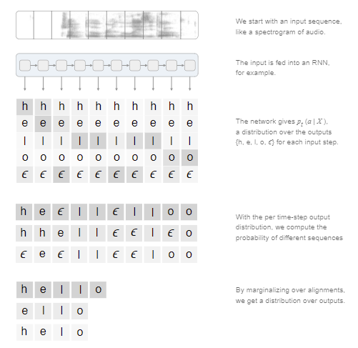 We start with an input sequence,
like a spectrogram of audio.
The input is fed into an RNN,
for example.
h h h h h h h h h h
e e e e e e e e e e
l l l l l l l l l l
o o o o o o o o o o
ϵ ϵ ϵ ϵ ϵ ϵ ϵ ϵ ϵ ϵ
The network gives pₜ (a | X),
a distribution over the outputs
{h, e, l, o, ϵ} for each input step.
h e ϵ l l ϵ l l o o
h h e l l ϵ ϵ l ϵ o
ϵ e ϵ l l ϵ ϵ l o o
With the per time-step output
distribution, we compute the
probability of different sequences
h e l l o
e l l o
h e l o
By marginalizing over alignments,
we get a distribution over outputs.